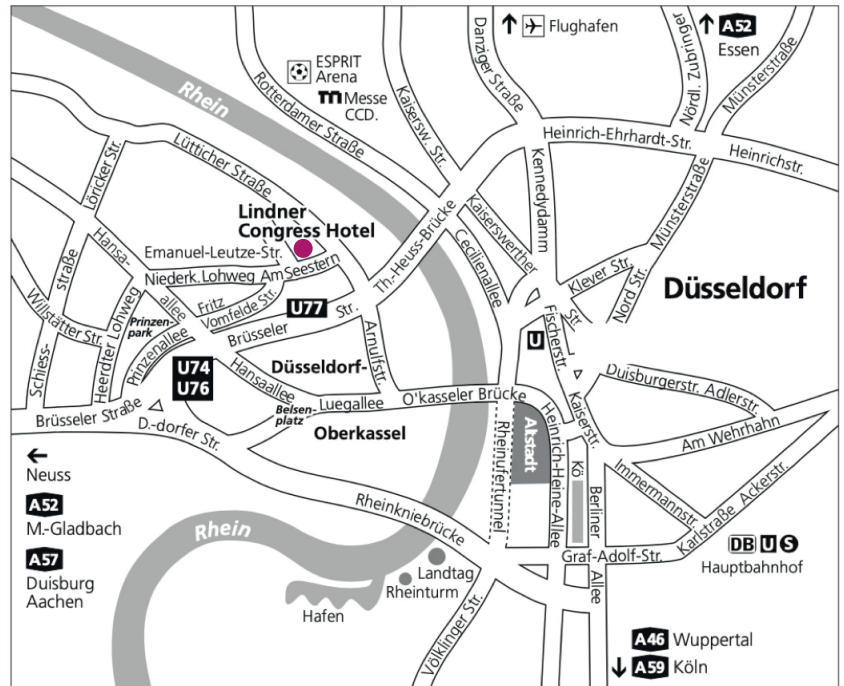 Flughafen
A52
Essen
Danziger Straße
Nördl. Zubringer
Münsterstraße
ESPRIT
Arena
Messe
CCD.
Rhein
Rotterdamer Straße
Kaisersw. Str.
Heinrich-Ehrhardt-Str.
Heinrichstr.
Lütticher Straße
Löricker Str.
Kennedydamm
Münsterstraße
Lindner
Congress Hotel
Kaiserswerther
Str.
Cecilienallee
Th.-Heuss-Brücke
Hansa-
allee
Emanuel-Leutze-Str.
Niederk. Lohweg
Am Seestern
Klever Str.
Nord Str.
Düsseldorf
Willstätter Str.
Schiess-
straße
Heerdter Lohweg
Fritz
Vomfelde Str.
U77
Prinzen-
park
Prinzenallee
Brüsseler
Str.
Arnulfstr.
Fischerstr.
U
U74
U76
Düsseldorf-
Hansaallee
Duisburgerstr.
Adlerstr.
Belsen-
platz
Luegallee
O'kasseler Brücke
Kaiserstr.
Brüsseler Straße
D.-dorfer Str.
Oberkassel
Altstadt
Am Wehrhahn
Rheinufertunnel
Heinrich-Heine-Allee
Kö
Berliner
Allee
Immermannstr.
Karlstraße
Ackerstr.
Neuss
A52
M.-Gladbach
A57
Duisburg
Aachen
Rheinkniebrücke
Rhein
Graf-Adolf-Str.
DB U S
Hauptbahnhof
Landtag
Rheinturm
Hafen
Völklinger Str.
A46 Wuppertal
A59 Köln